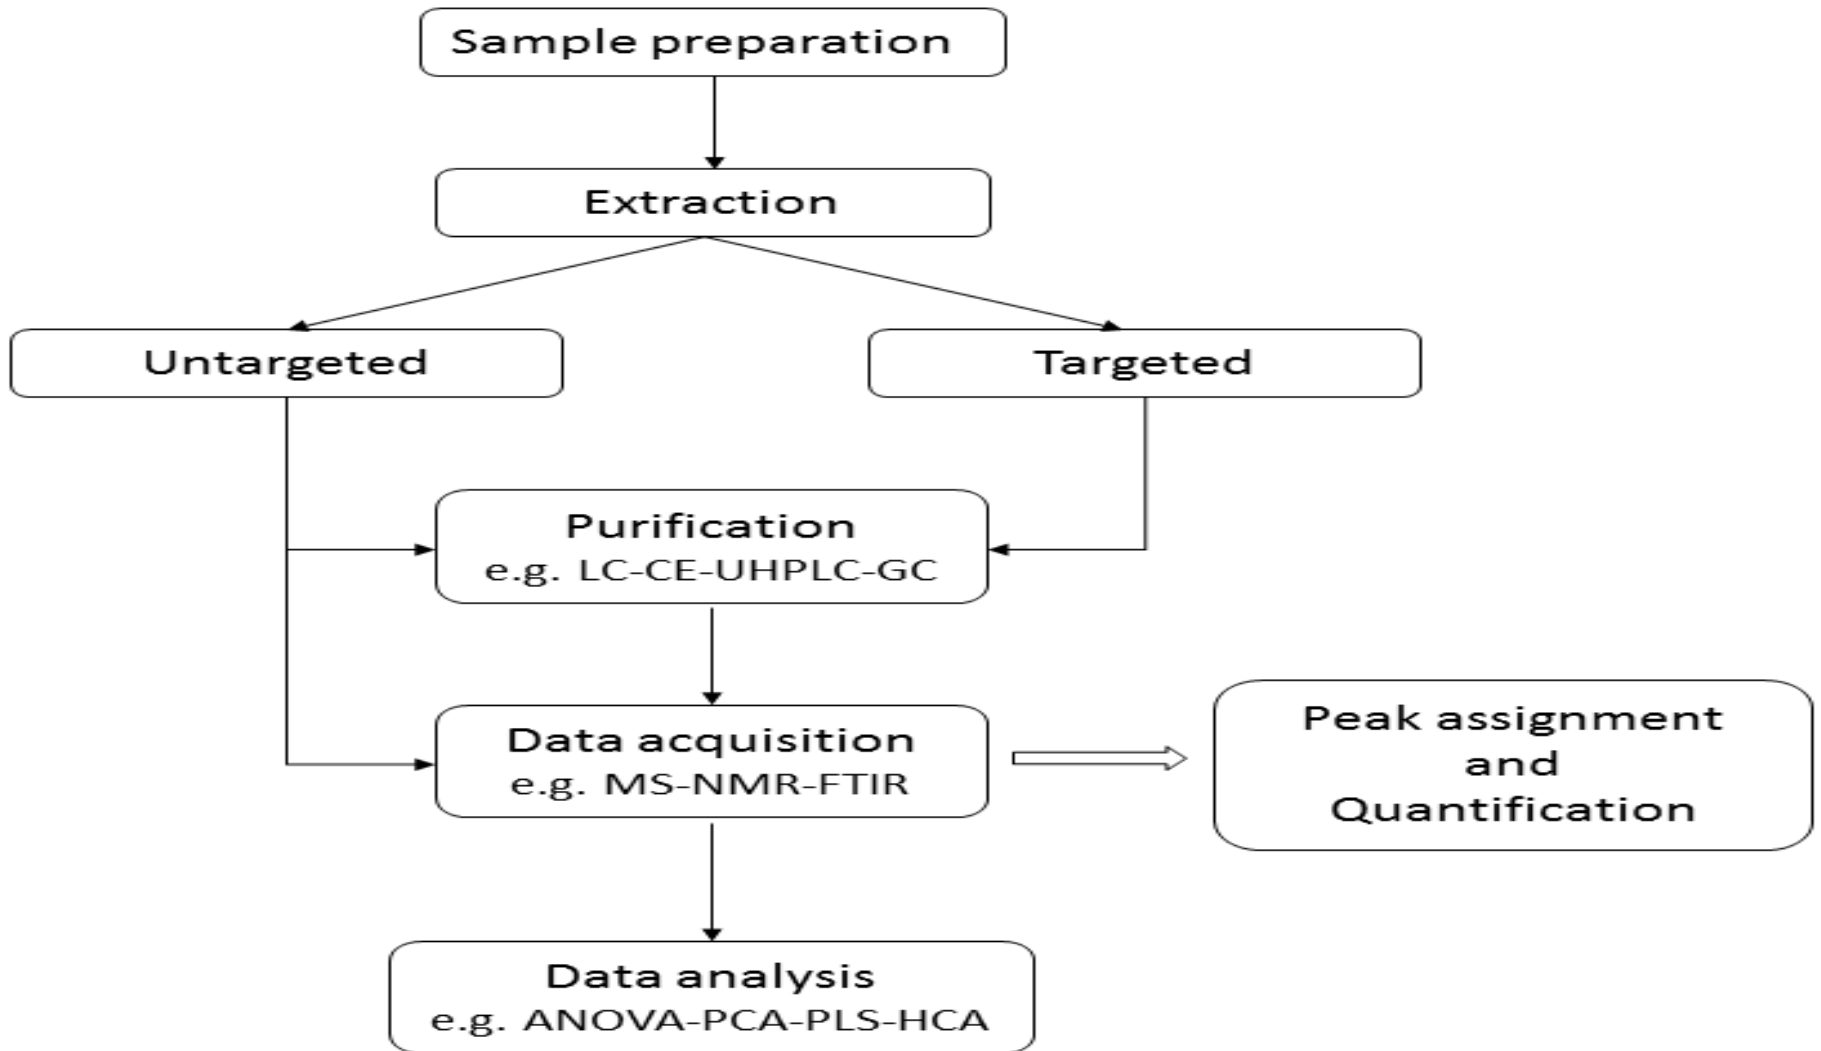 Sample preparation
Extraction
Untargeted
Targeted
Purification
e.g. LC-CE-UHPLC-GC
Data acquisition
e.g. MS-NMR-FTIR
Peak assignment
and
Quantification
Data analysis
e.g. ANOVA-PCA-PLS-HCA